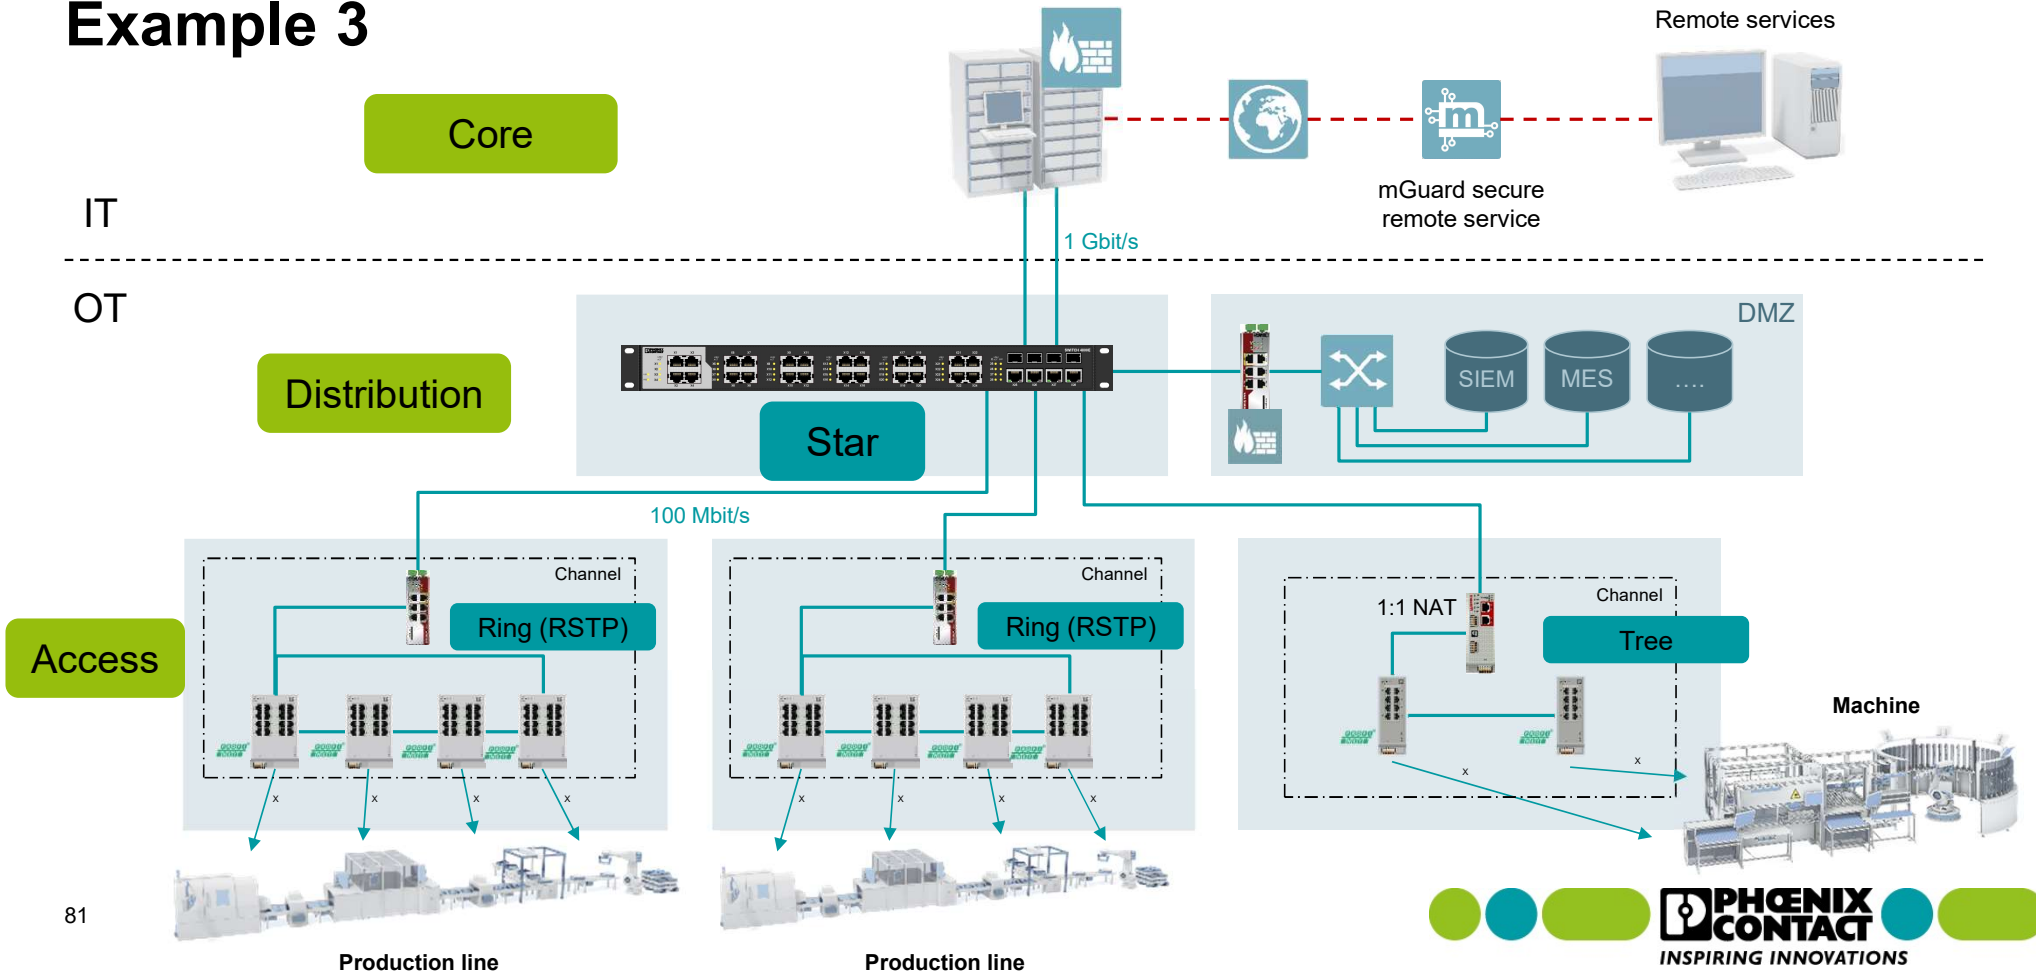 Example 3
Remote services
Core
mGuard secure
remote service
IT
1 Gbit/s
OT
DMZ
Distribution
SIEM
MES
....
Star
100 Mbit/s
Channel
Channel
Channel
1:1 NAT
Ring (RSTP)
Ring (RSTP)
Tree
Access
Machine
x
x
x
x
x
x
x
x
x
x
81
PHŒNIX
CONTACT
INSPIRING INNOVATIONS
Production line
Production line